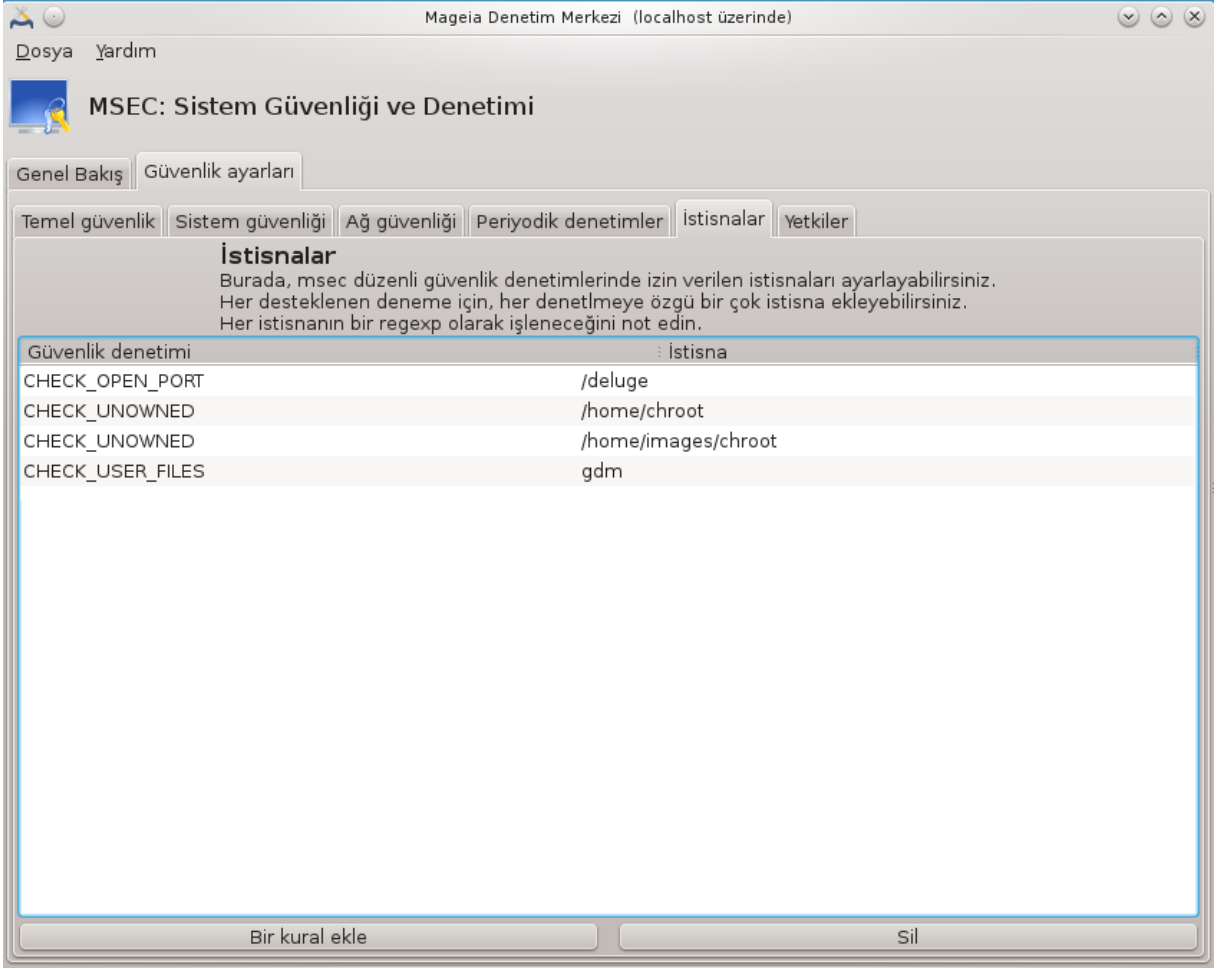 Mageia Denetim Merkezi (localhost üzerinde)
Dosya Yardım
MSEC: Sistem Güvenliği ve Denetimi
Genel Bakış Güvenlik ayarları
Temel güvenlik Sistem güvenliği Ağ güvenliği Periyodik denetimler İstisnalar Yetkiler
İstisnalar
Burada, msec düzenli güvenlik denetimlerinde izin verilen istisnaları ayarlayabilirsiniz.
Her desteklenen deneme için, her denetlmeye özgü bir çok istisna ekleyebilirsiniz.
Her istisnanın bir regexp olarak işleneceğini not edin.
Güvenlik denetimi İstisna
CHECK_OPEN_PORT /deluge
CHECK_UNOWNED /home/chroot
CHECK_UNOWNED /home/images/chroot
CHECK_USER_FILES gdm
Bir kural ekle Sil